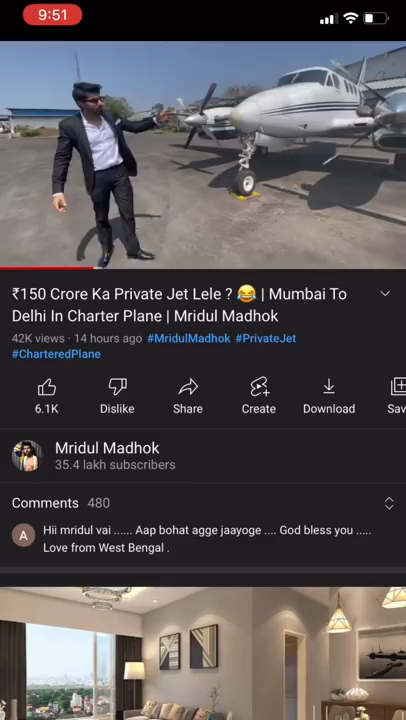 9:51
₹150 Crore Ka Private Jet Lele ? 😂 | Mumbai To
Delhi In Charter Plane | Mridul Madhok
42K views · 14 hours ago #MridulMadhok #PrivateJet
#CharteredPlane
6.1K
Dislike
Share
Create
Download
Sav
Mridul Madhok
35.4 lakh subscribers
Comments 480
A
Hii mridul vai ...... Aap bohat agge jaayoge .... God bless you .....
Love from West Bengal .